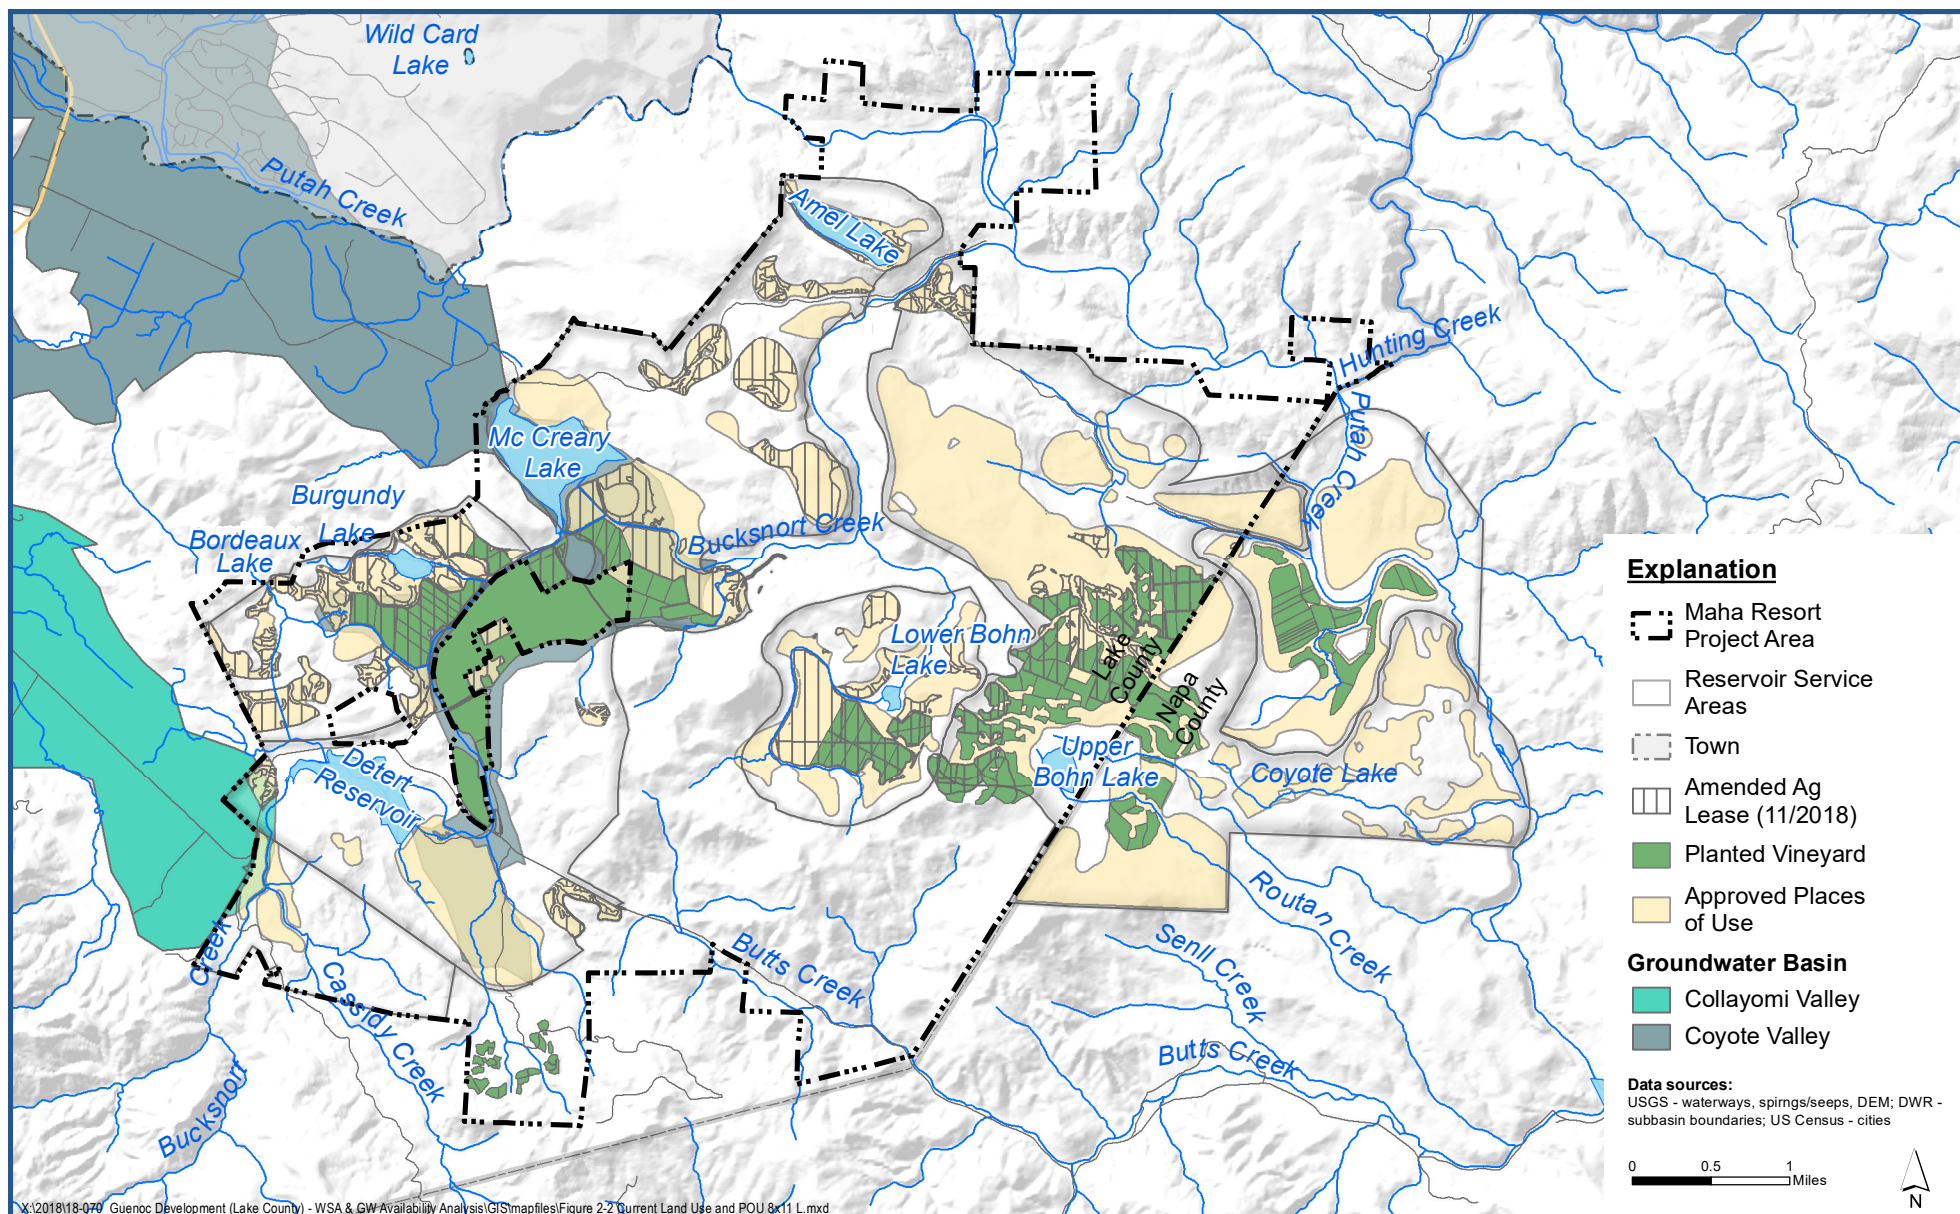 Wild Card
Lake
Putah Creek
Amel Lake
Hunting Creek
Putah
Creek
Mc Creary
Lake
Burgundy
Lake
Bordeaux
Lake
Bucksnort Creek
Lower Bohn
Lake
Lake
County
Napa
County
Upper
Bohn Lake
Coyote Lake
Detert
Reservoir
Routan Creek
Senill Creek
Butts Creek
Butts Creek
Cassidy Creek
Creek
Bucksnort
Explanation
Maha Resort
Project Area
Reservoir Service
Areas
Town
Amended Ag
Lease (11/2018)
Planted Vineyard
Approved Places
of Use
Groundwater Basin
Collayomi Valley
Coyote Valley
Data sources:
USGS - waterways, spirngs/seeps, DEM; DWR -
subbasin boundaries; US Census - cities
0 0.5 1
Miles
N
X:\2018\18-070 Guenoc Development (Lake County) - WSA & GW Availability Analysis\GIS\mapfiles\Figure 2-2 Current Land Use and POU 8x11 L.mxd